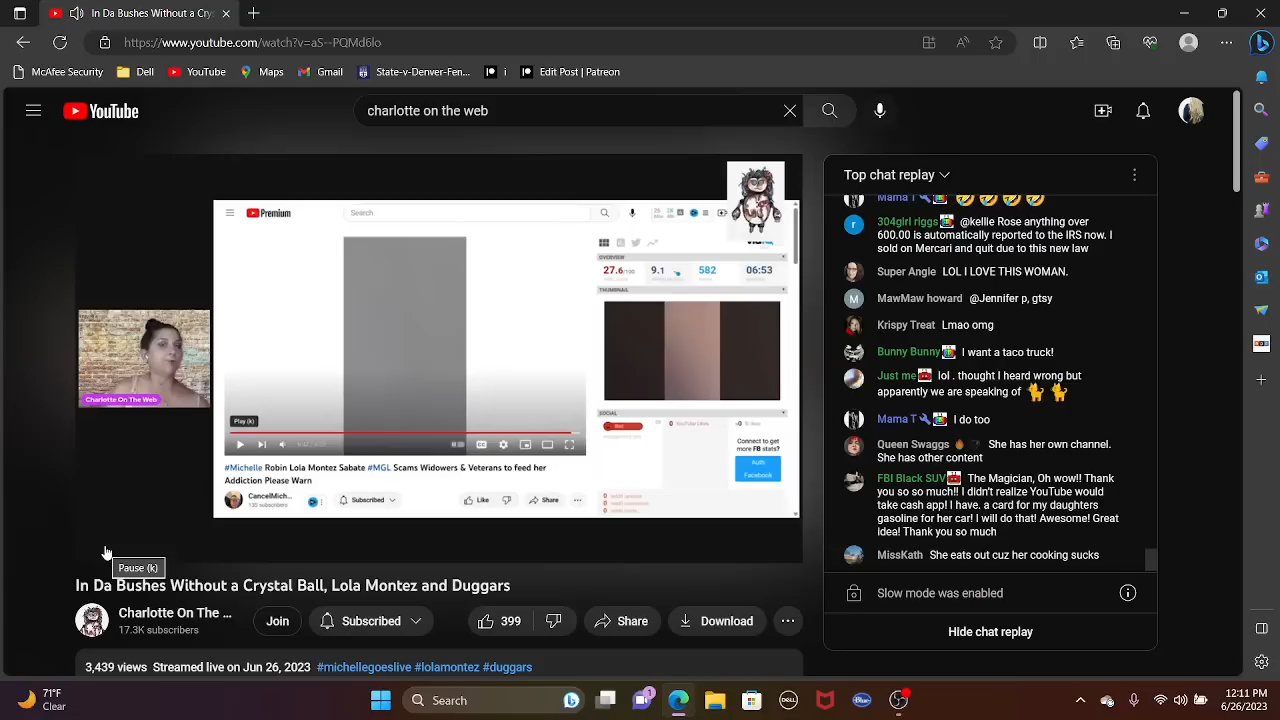 In Da Bushes Without a Cry
https://www.youtube.com/watch?v=aS--PQMd6lo
McAfee Security Dell YouTube Maps Gmail State-v-Denver-Fen... i Edit Post | Patreon
YouTube
charlotte on the web
Premium
Search
OVERVIEW
27.6/100 9.1 582 06:53
THUMBNAIL
Charlotte On The Web
Play (k)
SOCIAL
0 YouTube Likes
Connect to get
more FB stats?
Auth
Facebook
#Michelle Robin Lola Montez Sabate #MGL Scams Widowers & Veterans to feed her
Addiction Please Warn
CancelMich...
Subscribed
Like
Share
Pause (k)
In Da Bushes Without a Crystal Ball, Lola Montez and Duggars
Charlotte On The ...
17.3K subscribers
Join
Subscribed
399
Share
Download
3,439 views Streamed live on Jun 26, 2023 #michellegoeslive #lolamontez #duggars
Top chat replay
Mama T
304girl riggs @kellie Rose anything over
600.00 is automatically reported to the IRS now. I
sold on Mercari and quit due to this new law
Super Angie LOL I LOVE THIS WOMAN.
MawMaw howard @Jennifer p, gtsy
Krispy Treat Lmao omg
Bunny Bunny I want a taco truck!
Just me lol . thought I heard wrong but
apparently we are speaking of
Mama T I do too
Queen Swaggs She has her own channel.
She has other content
FBI Black SUV The Magician, Oh wow!! Thank
you so so much!! I didn't realize YouTube would
take cash app! I have. a card for my daughters
gasoline for her car! I will do that! Awesome! Great
idea! Thank you so much
MissKath She eats out cuz her cooking sucks
Slow mode was enabled
Hide chat replay
77°F
Clear
Search
12:11 PM
6/26/2023